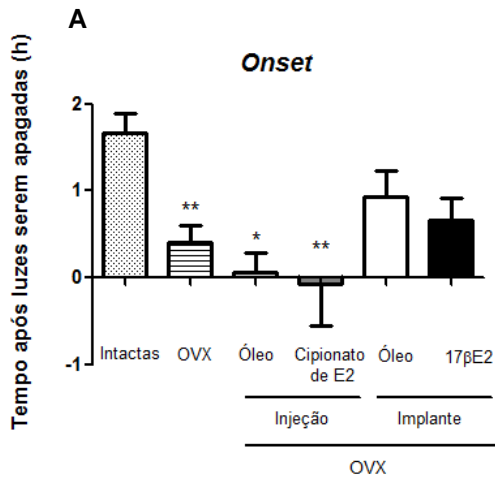 A
Onset
Tempo após luzes serem apagadas (h)
2
1
0
-1
**
*
**
Intactas OVX Óleo Cipionato de E2 Óleo 17βE2
Injeção Implante
OVX